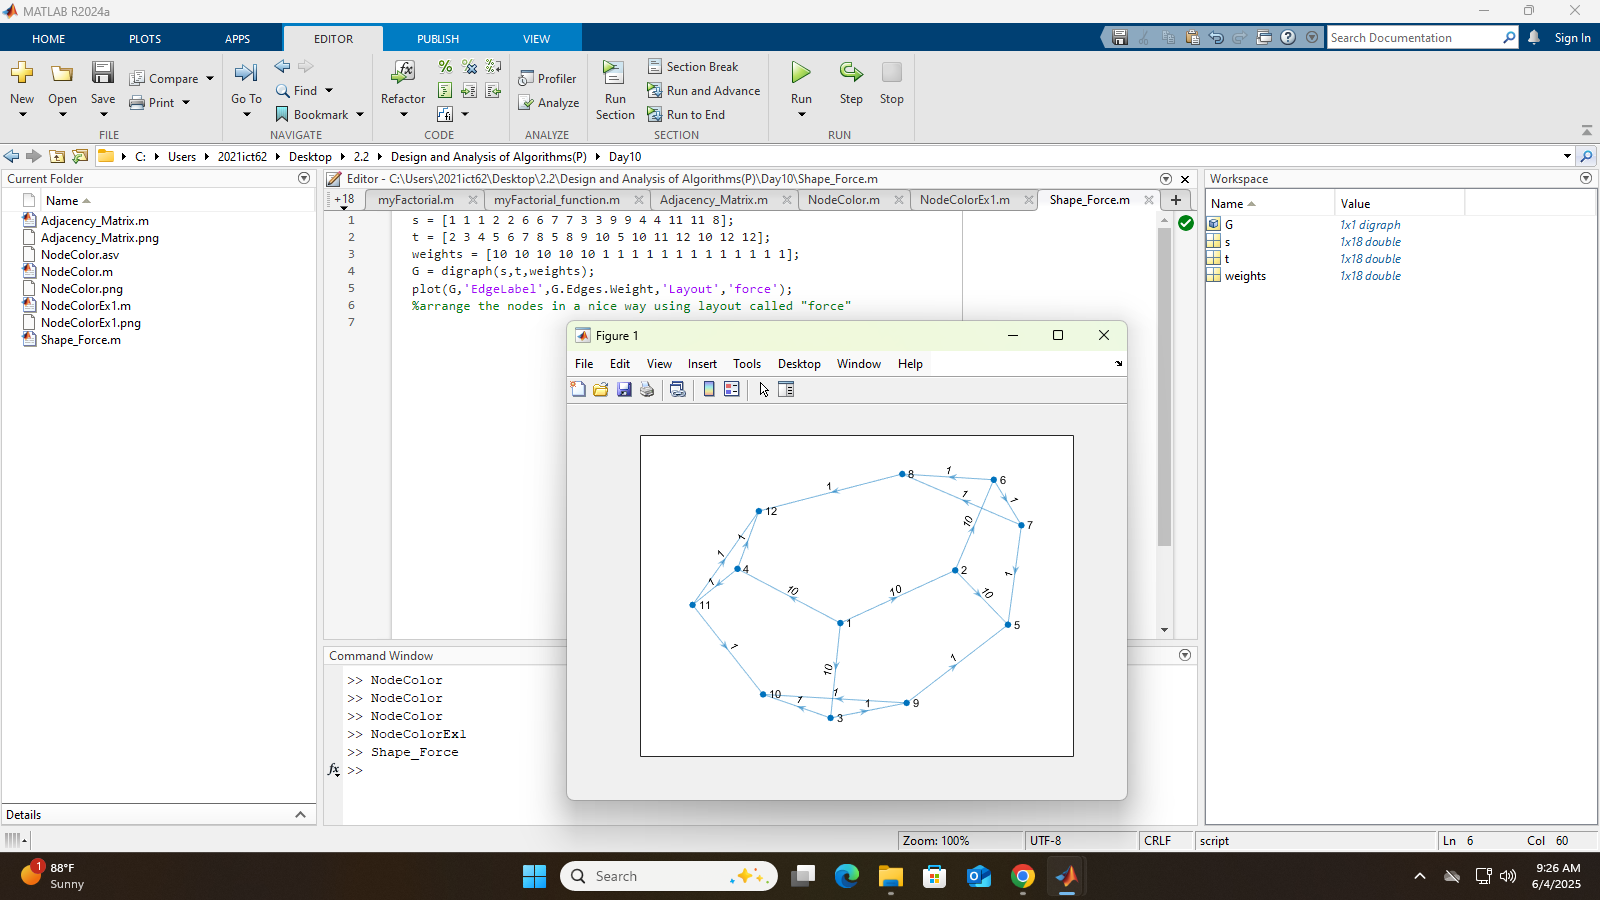 MATLAB R2024a
HOME PLOTS APPS EDITOR PUBLISH VIEW
Search Documentation
Sign In
New Open Save Compare Print
Go To Find Bookmark
Refactor
Profiler Analyze
Run Section
Section Break
Run and Advance
Run to End
Run Step Stop
FILE NAVIGATE CODE ANALYZE SECTION RUN
C: Users 2021ict62 Desktop 2.2 Design and Analysis of Algorithms(P) Day10
Current Folder
Name
Adjacency_Matrix.m
Adjacency_Matrix.png
NodeColor.asv
NodeColor.m
NodeColor.png
NodeColorEx1.m
NodeColorEx1.png
Shape_Force.m
Details
Editor - C:\Users\2021ict62\Desktop\2.2\Design and Analysis of Algorithms(P)\Day10\Shape_Force.m
+18 myFactorial.m myFactorial_function.m Adjacency_Matrix.m NodeColor.m NodeColorEx1.m Shape_Force.m
1 s = [1 1 1 2 2 6 6 7 7 3 3 9 9 4 4 11 11 8];
2 t = [2 3 4 5 6 7 8 5 8 9 10 5 10 11 12 10 12 12];
3 weights = [10 10 10 10 10 1 1 1 1 1 1 1 1 1 1 1 1 1];
4 G = digraph(s,t,weights);
5 plot(G,'EdgeLabel',G.Edges.Weight,'Layout','force');
6 %arrange the nodes in a nice way using layout called "force"
7
Figure 1
File Edit View Insert Tools Desktop Window Help
8 1 6
1 1 1
12 7
10
1 1
4 2 1
1 10 10 10
11
1 5
1 1
10
10 1 1 1 9
3
Command Window
>> NodeColor
>> NodeColor
>> NodeColor
>> NodeColorEx1
>> Shape_Force
fx >>
Workspace
Name Value
G 1x1 digraph
s 1x18 double
t 1x18 double
weights 1x18 double
Zoom: 100% UTF-8 CRLF script Ln 6 Col 60
1 88°F
Sunny
Search
9:26 AM
6/4/2025